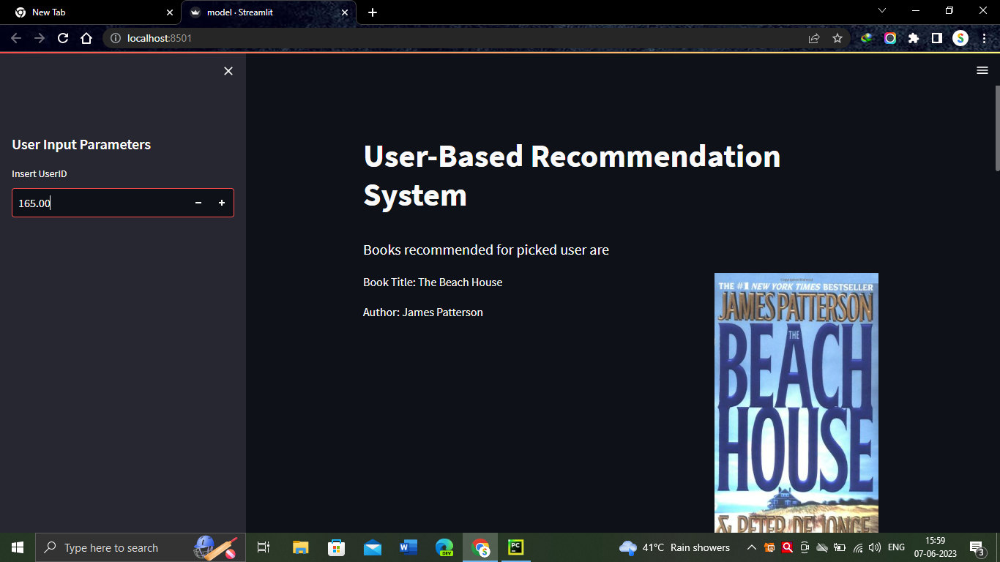 New Tab
model · Streamlit
localhost:8501
User Input Parameters
Insert UserID
165.00
User-Based Recommendation
System
Books recommended for picked user are
Book Title: The Beach House
Author: James Patterson
THE #1 NEW YORK TIMES BESTSELLER
JAMES PATTERSON
THE
BEACH
HOUSE
& PETER DE JONGE
Type here to search
W
DEV
S
PC
41°C Rain showers
ENG
15:59
07-06-2023
3